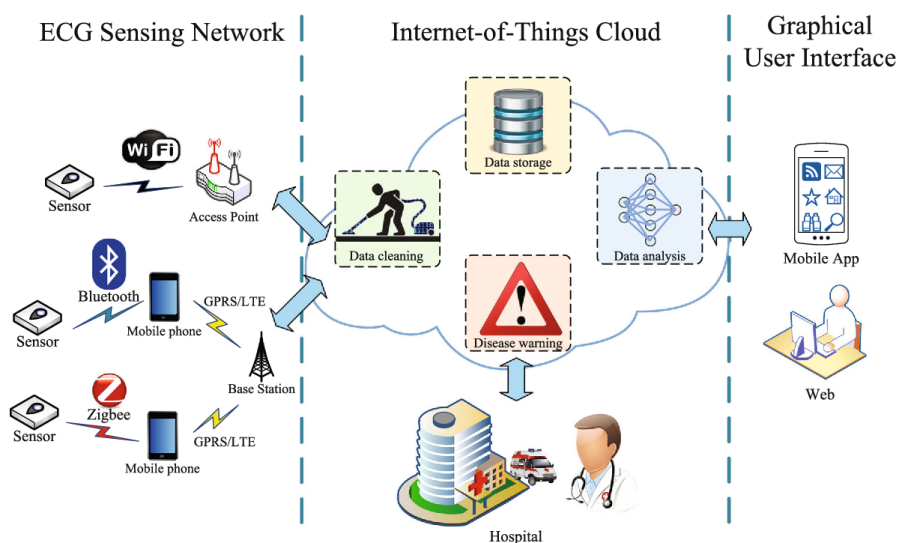 ECG Sensing Network
Internet-of-Things Cloud
Graphical
User Interface
WiFi
Sensor
Access Point
Bluetooth
Sensor
Mobile phone
GPRS/LTE
Base Station
Zigbee
Sensor
Mobile phone
GPRS/LTE
Data storage
Data cleaning
Data analysis
Disease warning
Hospital
Mobile App
Web